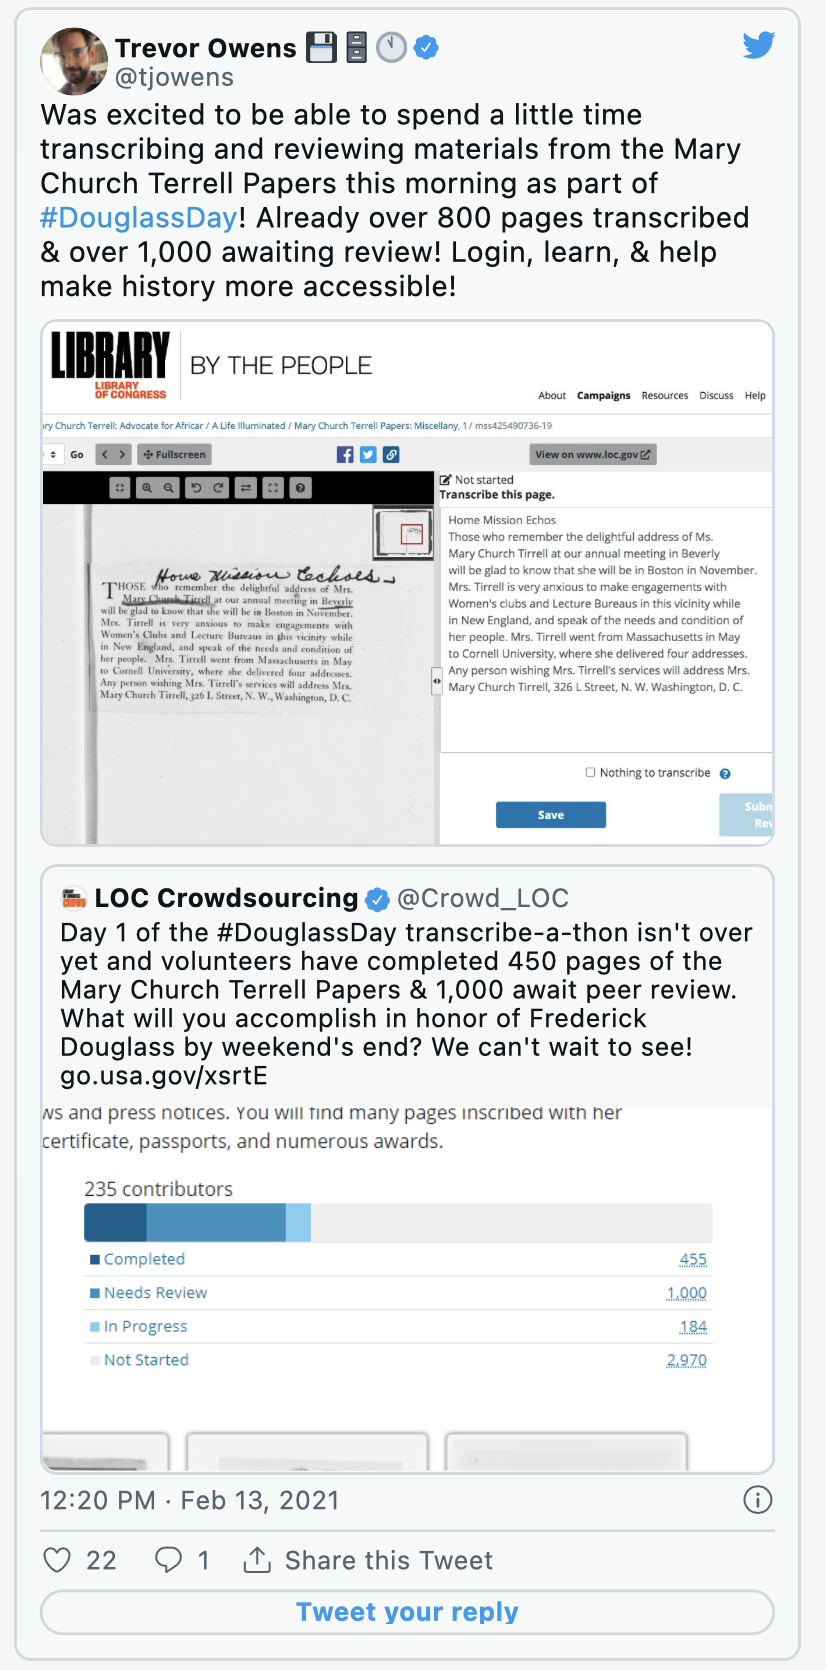 Trevor Owens
@tjowens
Was excited to be able to spend a little time
transcribing and reviewing materials from the Mary
Church Terrell Papers this morning as part of
#DouglassDay! Already over 800 pages transcribed
& over 1,000 awaiting review! Login, learn, & help
make history more accessible!
LIBRARY
LIBRARY
OF CONGRESS
BY THE PEOPLE
About Campaigns Resources Discuss Help
ry Church Terrell: Advocate for Africar / A Life Illuminated / Mary Church Terrell Papers: Miscellany, 1 / mss425490736-19
Go < > Fullscreen View on www.loc.gov
Not started
Transcribe this page.
Home Mission Echoes
THOSE who remember the delightful address of Mrs.
Mary Church Tirrell at our annual meeting in Beverly
will be glad to know that she will be in Boston in November.
Mrs. Tirrell is very anxious to make engagements with
Women's Clubs and Lecture Bureaus in this vicinity while
in New England, and speak of the needs and condition of
her people. Mrs. Tirrell went from Massachusetts in May
to Cornell University, where she delivered four addresses.
Any person wishing Mrs. Tirrell's services will address Mrs.
Mary Church Tirrell, 326 L Street, N. W., Washington, D. C.
Home Mission Echos
Those who remember the delightful address of Ms.
Mary Church Tirrell at our annual meeting in Beverly
will be glad to know that she will be in Boston in November.
Mrs. Tirrell is very anxious to make engagements with
Women's clubs and Lecture Bureaus in this vicinity while
in New England, and speak of the needs and condition of
her people. Mrs. Tirrell went from Massachusetts in May
to Cornell University, where she delivered four addresses.
Any person wishing Mrs. Tirrell's services will address Mrs.
Mary Church Tirrell, 326 L Street, N. W. Washington, D. C.
Nothing to transcribe ?
Save
Subn
Rev
LOC Crowdsourcing @Crowd_LOC
Day 1 of the #DouglassDay transcribe-a-thon isn't over
yet and volunteers have completed 450 pages of the
Mary Church Terrell Papers & 1,000 await peer review.
What will you accomplish in honor of Frederick
Douglass by weekend's end? We can't wait to see!
go.usa.gov/xsrtE
ws and press notices. You will find many pages inscribed with her
certificate, passports, and numerous awards.
235 contributors
Completed 455
Needs Review 1,000
In Progress 184
Not Started 2,970
12:20 PM · Feb 13, 2021
22 1 Share this Tweet
Tweet your reply